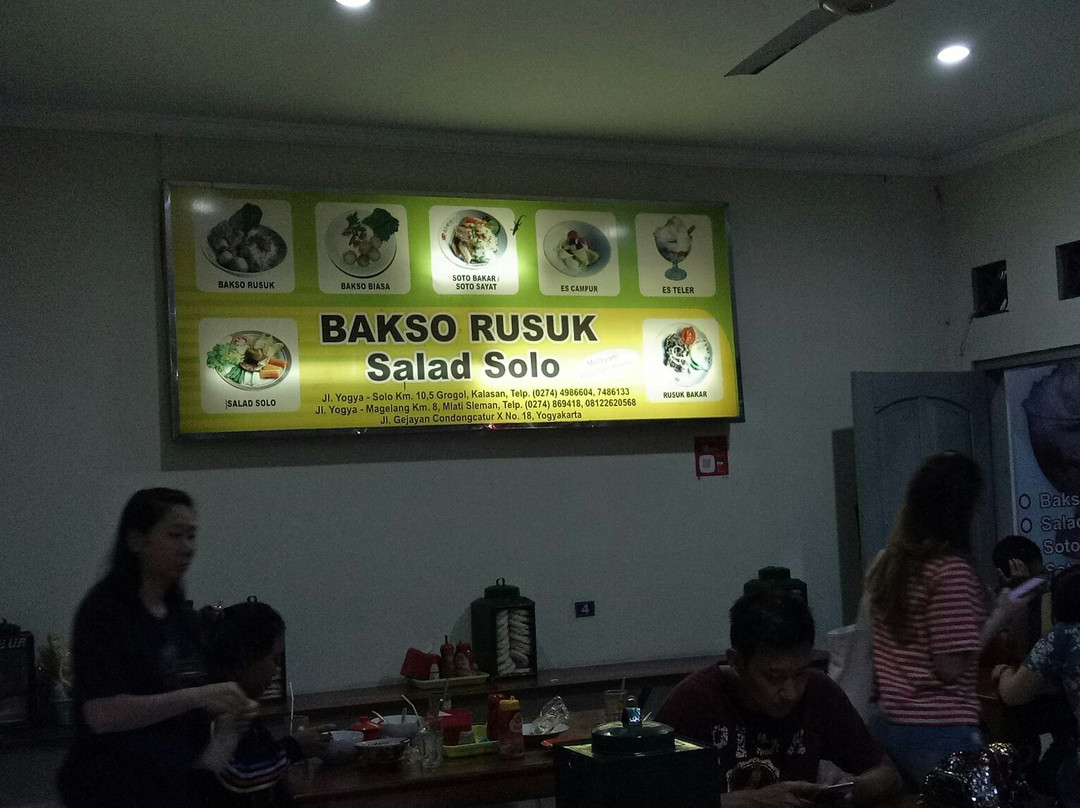 BAKSO RUSUK
BAKSO BIASA
SOTO BAKAR /
SOTO SAYAT
ES CAMPUR
ES TELER
BAKSO RUSUK
Salad Solo
SALAD SOLO
RUSUK BAKAR
Jl. Yogya - Solo Km. 10,5 Grogol, Kalasan, Telp. (0274) 4986604, 7486133
Jl. Yogya - Magelang Km. 8, Mlati Sleman, Telp. (0274) 869418, 08122620568
Jl. Gejayan Condongcatur X No. 18, Yogyakarta
4
Baks
Salad
Soto